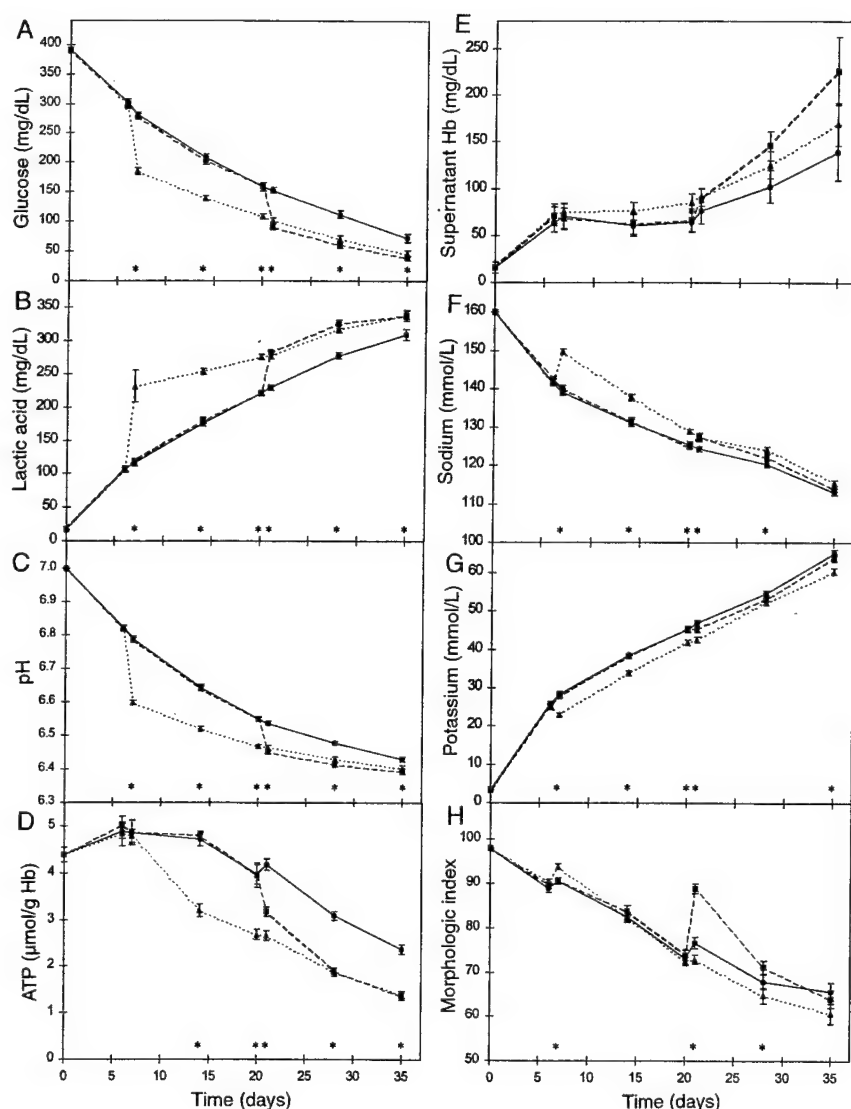 A
Glucose (mg/dL)
400
350
300
250
200
150
100
50
0
* * * * * *
B
Lactic acid (mg/dL)
350
300
250
200
150
100
50
0
* * * * * *
C
pH
7.0
6.8
6.7
6.6
6.5
6.4
6.3
* * * * * *
D
ATP (μmol/g Hb)
5
4
3
2
1
0
* * * * *
0 5 10 15 20 25 30 35
Time (days)
E
Supernatant Hb (mg/dL)
250
200
150
100
50
0
F
Sodium (mmol/L)
160
140
120
110
100
* * * * *
G
Potassium (mmol/L)
60
50
40
30
20
10
0
* * * * *
H
Morphologic index
100
90
80
70
60
50
* * *
0 5 10 15 20 25 30 35
Time (days)